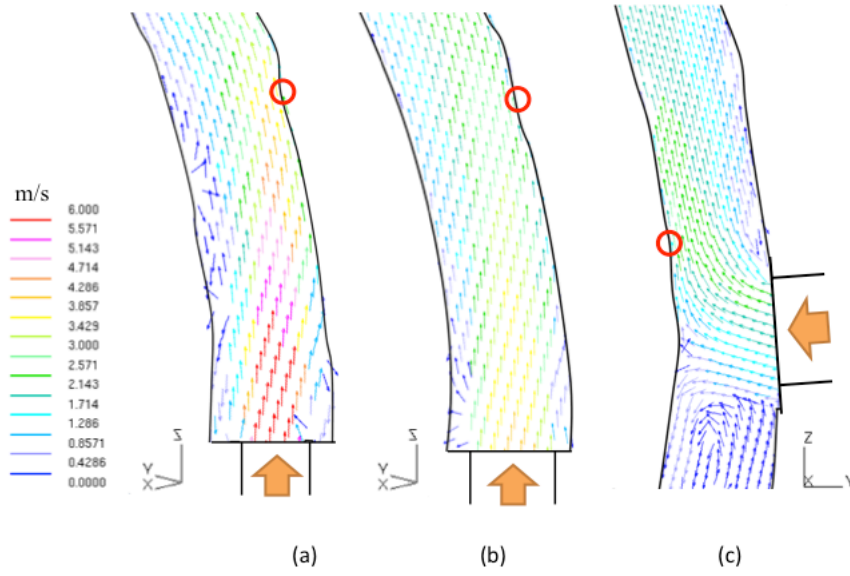 m/s
6.000
5.571
5.143
4.714
4.286
3.857
3.429
3.000
2.571
2.143
1.714
1.286
0.8571
0.4286
0.0000
Z
Y
X
Z
Y
X
Z
X
Y
(a)
(b)
(c)